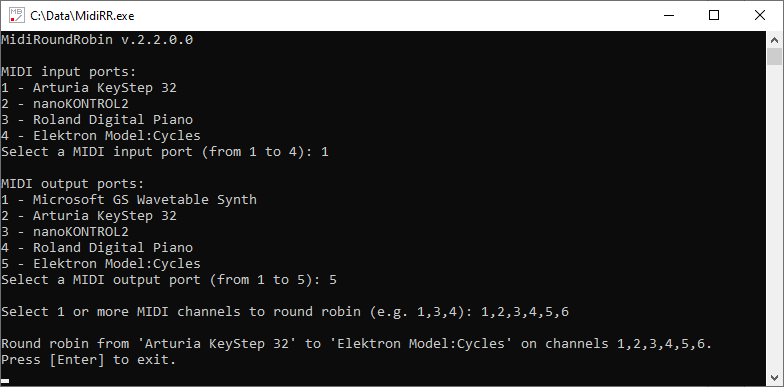 C:\Data\MidiRR.exe
MidiRoundRobin v.2.2.0.0
MIDI input ports:
1 - Arturia KeyStep 32
2 - nanoKONTROL2
3 - Roland Digital Piano
4 - Elektron Model:Cycles
Select a MIDI input port (from 1 to 4): 1
MIDI output ports:
1 - Microsoft GS Wavetable Synth
2 - Arturia KeyStep 32
3 - nanoKONTROL2
4 - Roland Digital Piano
5 - Elektron Model:Cycles
Select a MIDI output port (from 1 to 5): 5
Select 1 or more MIDI channels to round robin (e.g. 1,3,4): 1,2,3,4,5,6
Round robin from 'Arturia KeyStep 32' to 'Elektron Model:Cycles' on channels 1,2,3,4,5,6.
Press [Enter] to exit.